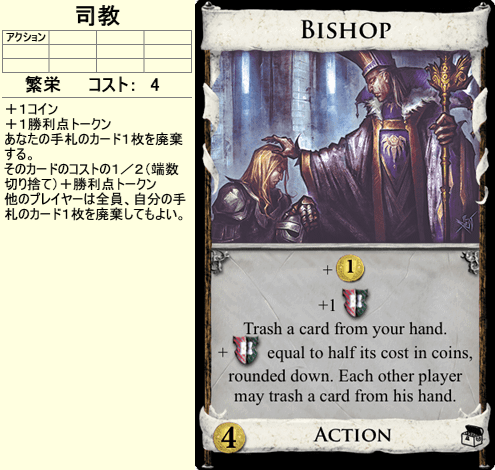 司教
アクション
繁栄 コスト： 4
＋1コイン
＋1勝利点トークン
あなたの手札のカード1枚を廃棄
する。
そのカードのコストの1／2（端数
切り捨て）＋勝利点トークン
他のプレイヤーは全員、自分の手
札のカード1枚を廃棄してもよい。
BISHOP
+ 1
+1
Trash a card from your hand.
+ equal to half its cost in coins,
rounded down. Each other player
may trash a card from his hand.
4 ACTION